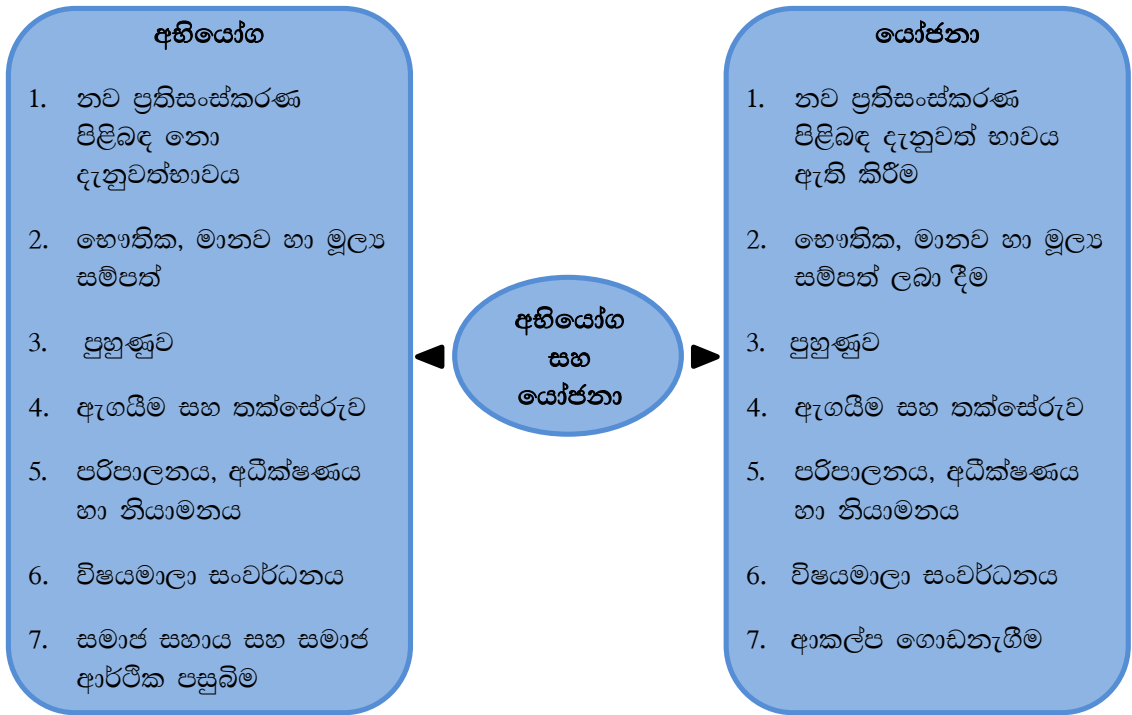 අභියෝග
1. නව ප්‍රතිසංස්කරණ
පිළිබඳ නො
දැනුවත්භාවය
2. භෞතික, මානව හා මූල්‍ය
සම්පත්
3. පුහුණුව
4. ඇගයීම සහ තක්සේරුව
5. පරිපාලනය, අධීක්ෂණය
හා නියාමනය
6. විෂයමාලා සංවර්ධනය
7. සමාජ සහාය සහ සමාජ
ආර්ථික පසුබිම
අභියෝග
සහ
යෝජනා
යෝජනා
1. නව ප්‍රතිසංස්කරණ
පිළිබඳ දැනුවත් භාවය
ඇති කිරීම
2. භෞතික, මානව හා මූල්‍ය
සම්පත් ලබා දීම
3. පුහුණුව
4. ඇගයීම සහ තක්සේරුව
5. පරිපාලනය, අධීක්ෂණය
හා නියාමනය
6. විෂයමාලා සංවර්ධනය
7. ආකල්ප ගොඩනැගීම